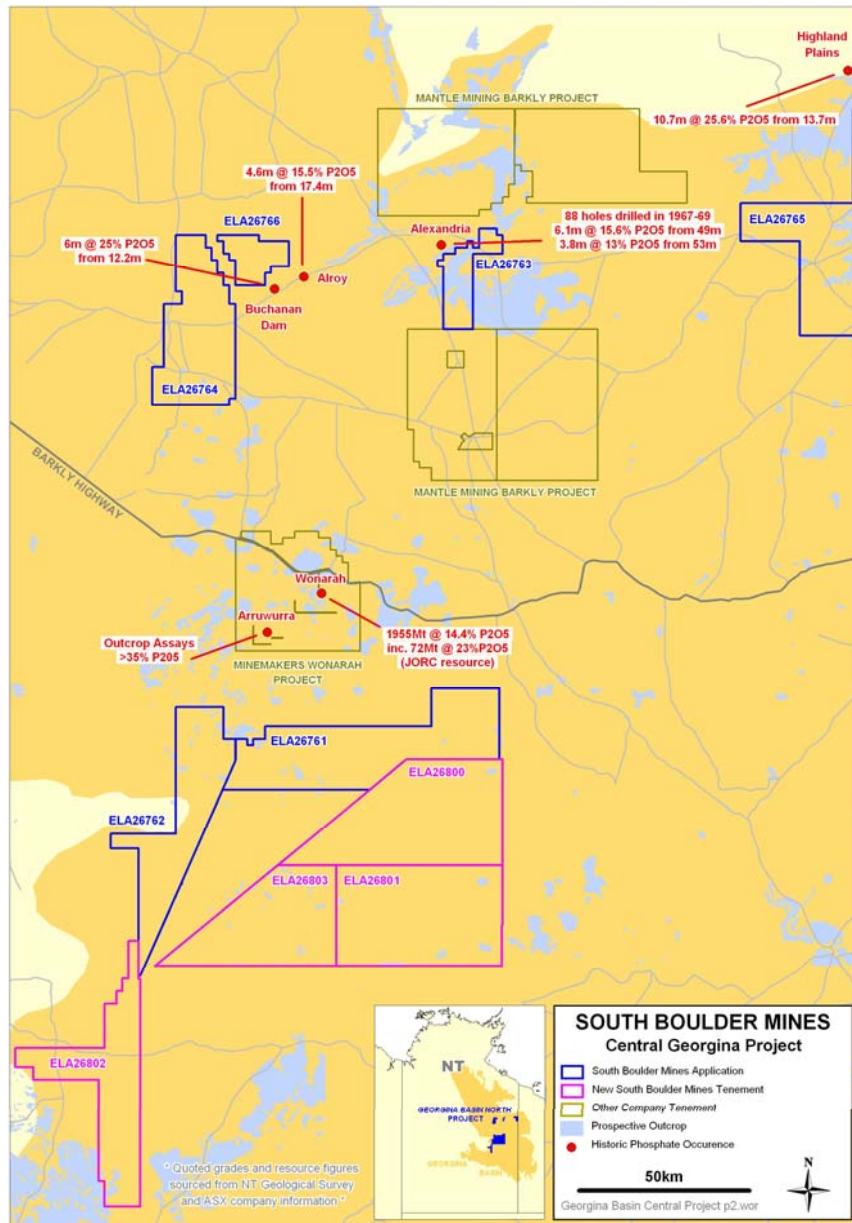 Highland
Plains
MANTLE MINING BARKLY PROJECT
10.7m @ 25.6% P2O5 from 13.7m
4.6m @ 15.5% P2O5
from 17.4m
ELA26766
6m @ 25% P2O5
from 12.2m
Alroy
Buchanan
Dam
ELA26764
Alexandria
88 holes drilled in 1967-69
6.1m @ 15.6% P2O5 from 49m
3.8m @ 13% P2O5 from 53m
ELA26763
ELA26765
BARKLY HIGHWAY
MANTLE MINING BARKLY PROJECT
Wonarah
Arruwurra
Outcrop Assays
>35% P205
1955Mt @ 14.4% P2O5
inc. 72Mt @ 23%P2O5
(JORC resource)
MINEMAKERS WONARAH
PROJECT
ELA26761
ELA26800
ELA26762
ELA26803
ELA26801
ELA26802
NT
GEORGINA BASIN NORTH
PROJECT
GEORGINA
BASIN
" Quoted grades and resource figures
sourced from NT Geological Survey
and ASX company information "
SOUTH BOULDER MINES
Central Georgina Project
South Boulder Mines Application
New South Boulder Mines Tenement
Other Company Tenement
Prospective Outcrop
Historic Phosphate Occurence
50km
N
Georgina Basin Central Project p2.wor